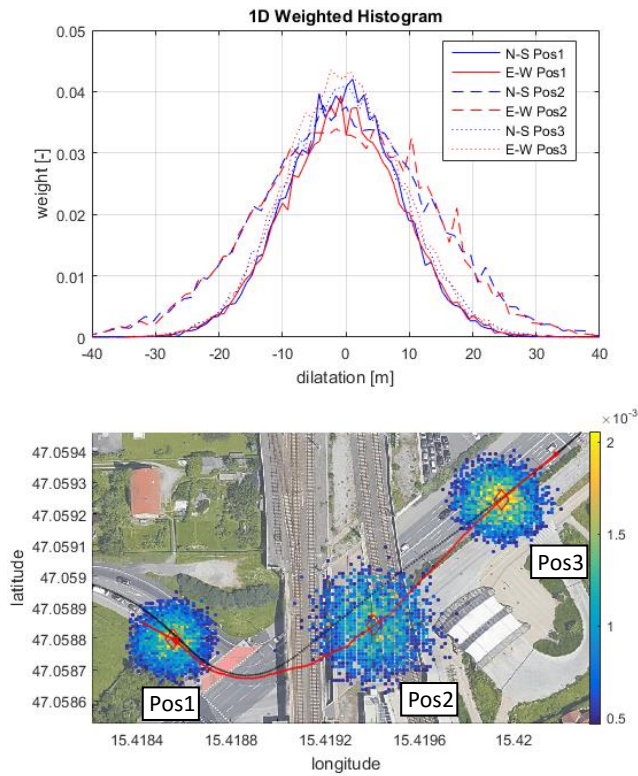 1D Weighted Histogram
0.05
0.04
0.03
0.02
0.01
0
weight [-]
N-S Pos1
E-W Pos1
N-S Pos2
E-W Pos2
N-S Pos3
E-W Pos3
-40 -30 -20 -10 0 10 20 30 40
dilatation [m]
×10-3
47.0594
47.0593
47.0592
47.0591
47.059
47.0589
47.0588
47.0587
47.0586
latitude
Pos3
Pos1
Pos2
2
1.5
1
0.5
15.4184 15.4188 15.4192 15.4196 15.42
longitude